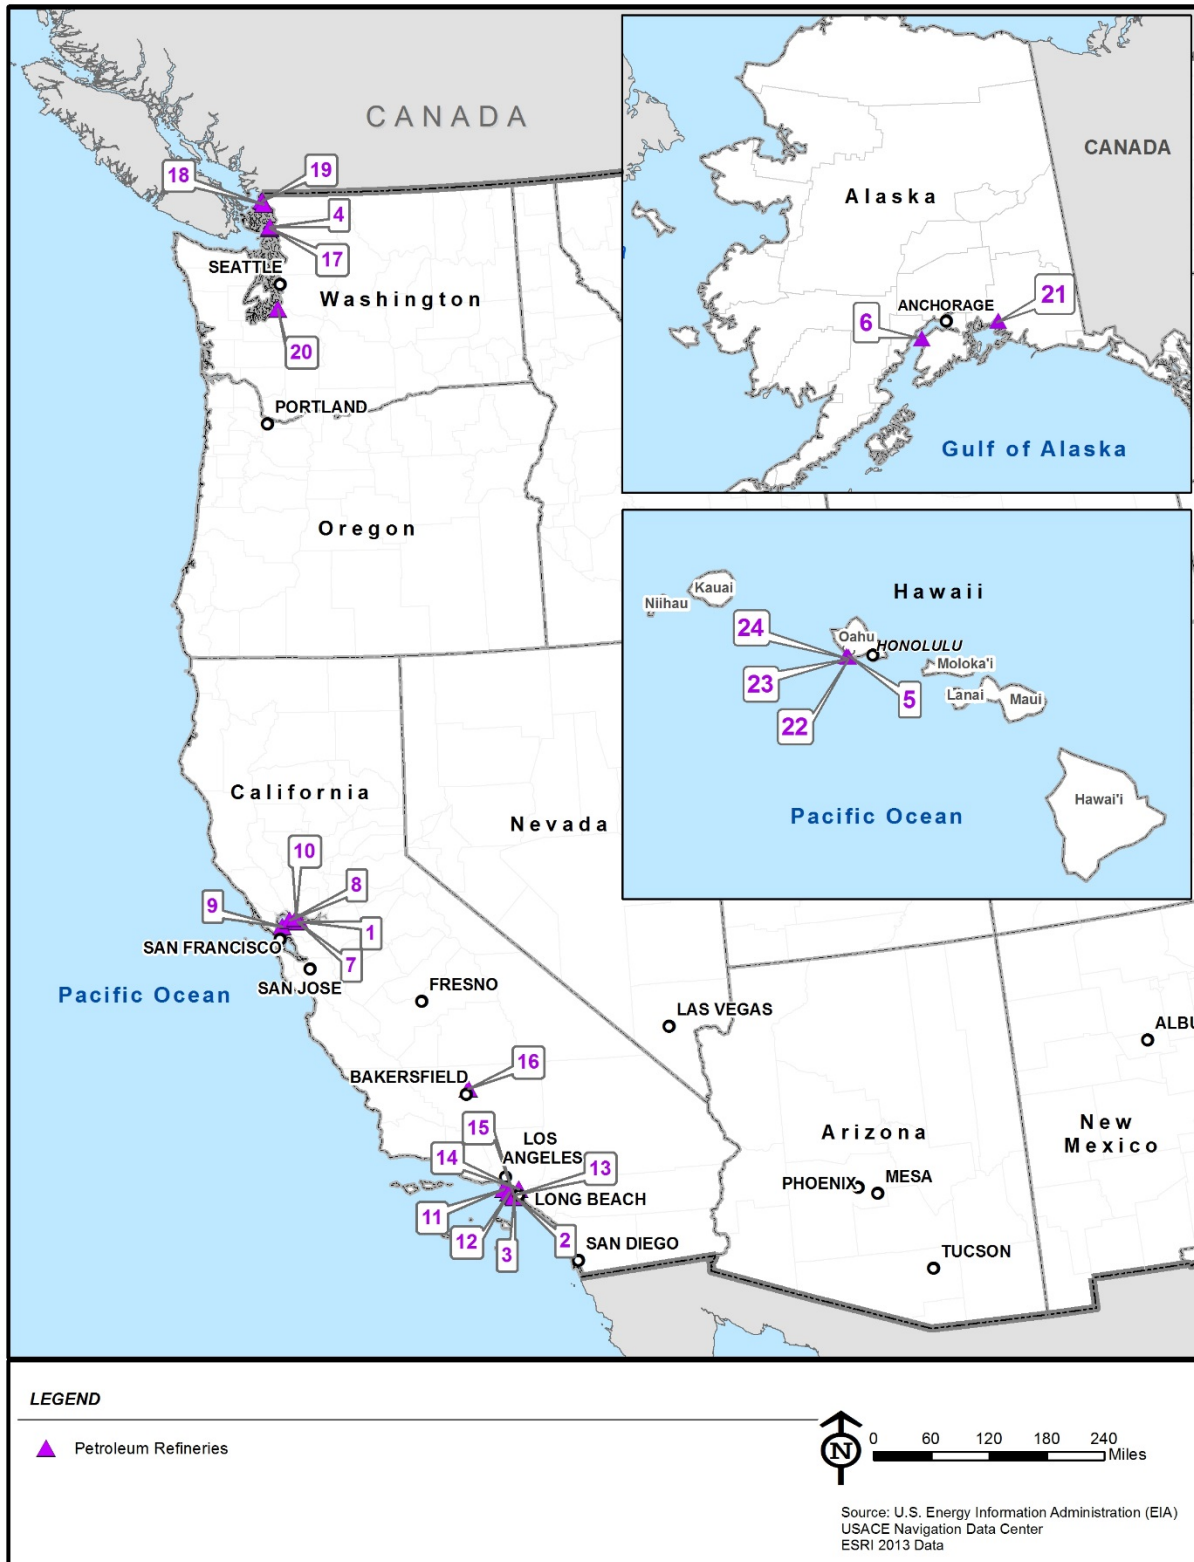 CANADA
18
19
4
17
SEATTLE
Washington
20
PORTLAND
Oregon
California
Nevada
10
8
9
1
7
SAN FRANCISCO
SAN JOSE
Pacific Ocean
FRESNO
LAS VEGAS
ALBU
BAKERSFIELD
16
15
LOS
ANGELES
14
13
LONG BEACH
11
12
3
2
SAN DIEGO
Arizona
PHOENIX
MESA
TUCSON
New
Mexico
Alaska
CANADA
ANCHORAGE
6
21
Gulf of Alaska
Hawaii
Kauai
Niihau
24
Oahu
HONOLULU
Moloka'i
23
5
Lanai
Maui
22
Hawai'i
Pacific Ocean
LEGEND
Petroleum Refineries
N
0 60 120 180 240
Miles
Source: U.S. Energy Information Administration (EIA)
USACE Navigation Data Center
ESRI 2013 Data